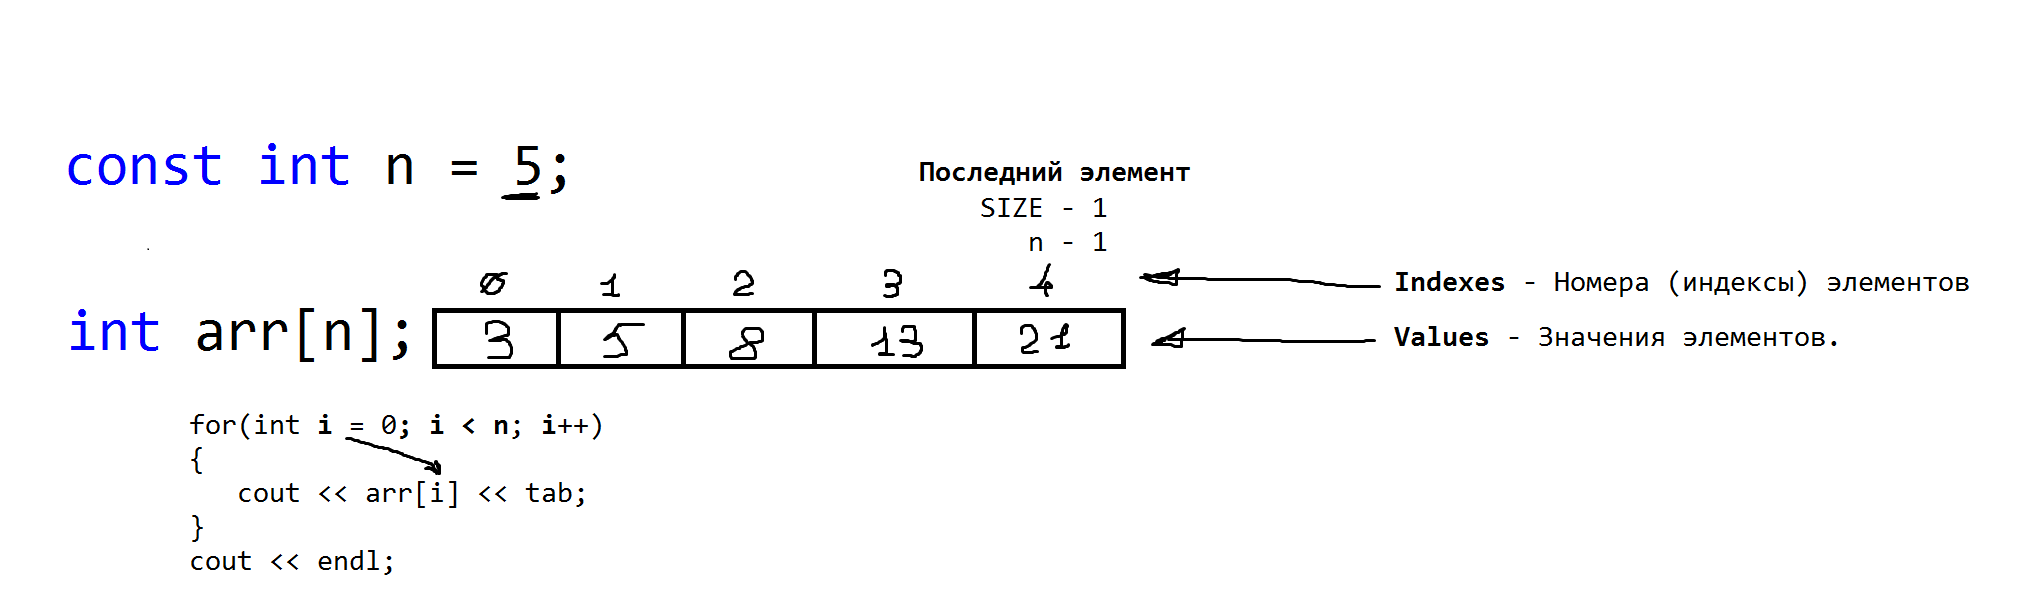 const int n = 5;
Последний элемент
SIZE - 1
n - 1
0 1 2 3 4
Indexes - Номера (индексы) элементов
int arr[n]; 3 5 8 13 21
Values - Значения элементов.
for(int i = 0; i < n; i++)
{
cout << arr[i] << tab;
}
cout << endl;